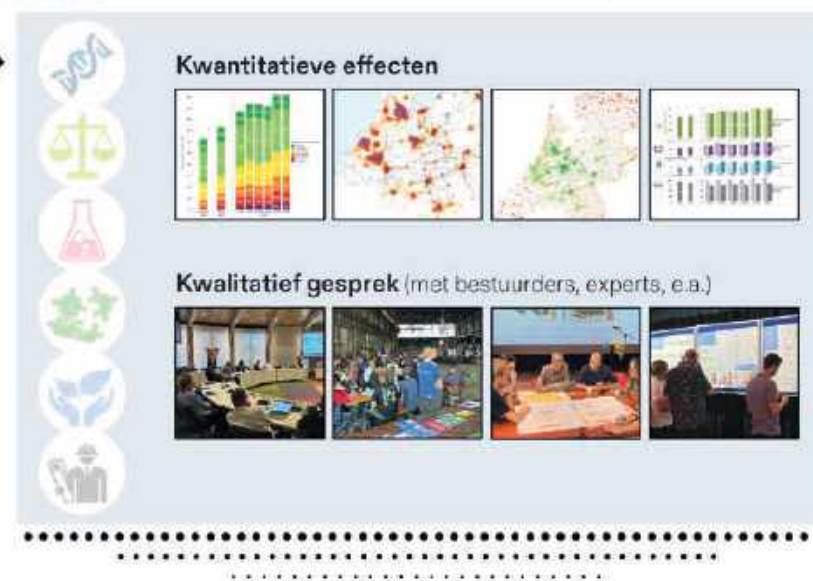 Kwantitatieve effecten
Kwalitatief gesprek (met bestuurders, experts, e.a.)